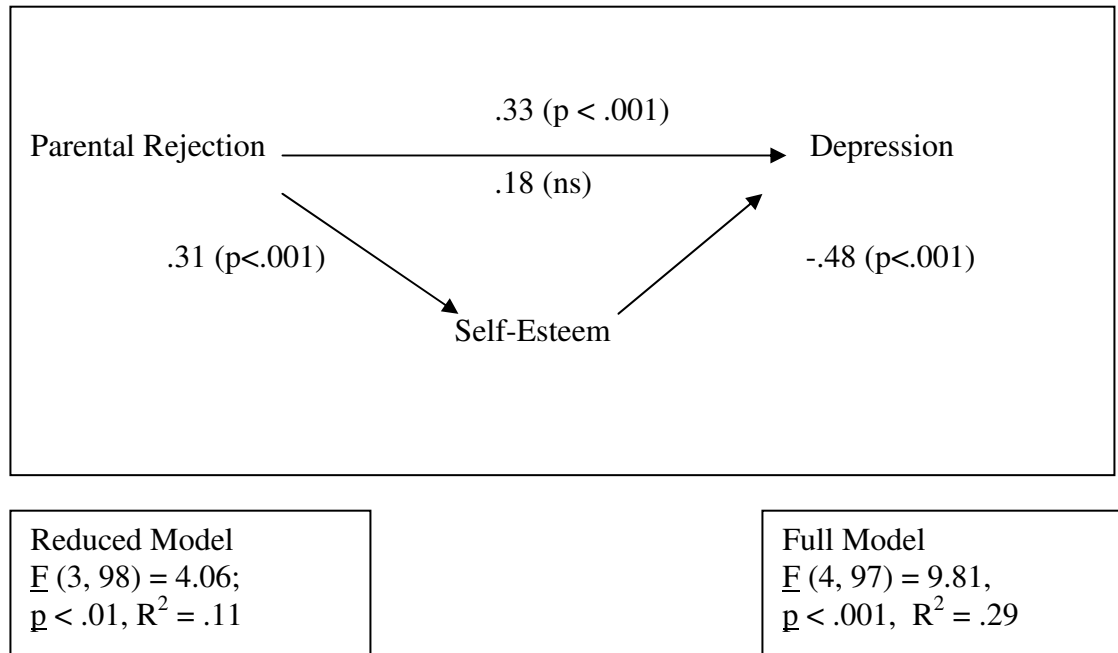 .33 (p < .001)
Parental Rejection Depression
.18 (ns)
.31 (p<.001) -.48 (p<.001)
Self-Esteem
Reduced Model
F (3, 98) = 4.06;
p < .01, R² = .11
Full Model
F (4, 97) = 9.81,
p < .001, R² = .29